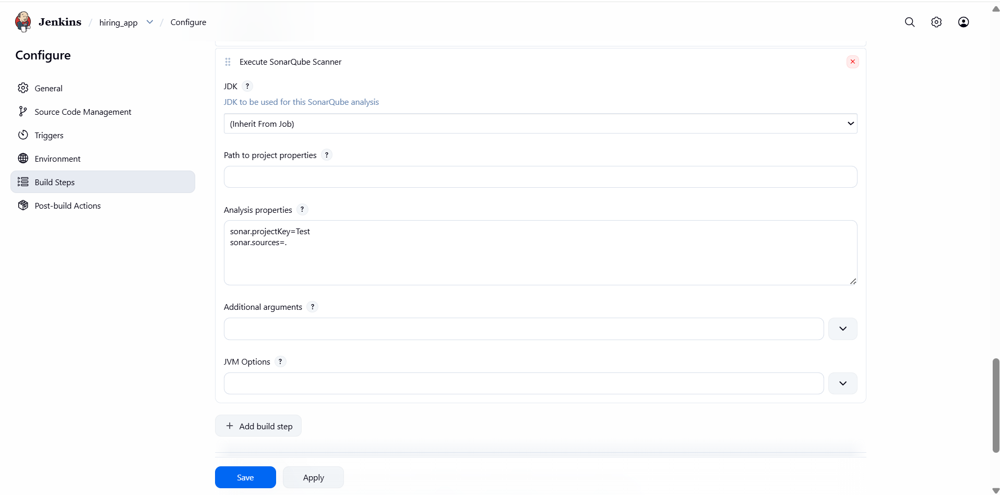 Jenkins / hiring_app / Configure
Configure
General
Source Code Management
Triggers
Environment
Build Steps
Post-build Actions
Execute SonarQube Scanner
JDK ?
JDK to be used for this SonarQube analysis
(Inherit From Job)
Path to project properties ?
Analysis properties ?
sonar.projectKey=Test
sonar.sources=.
Additional arguments ?
JVM Options ?
+ Add build step
Save
Apply